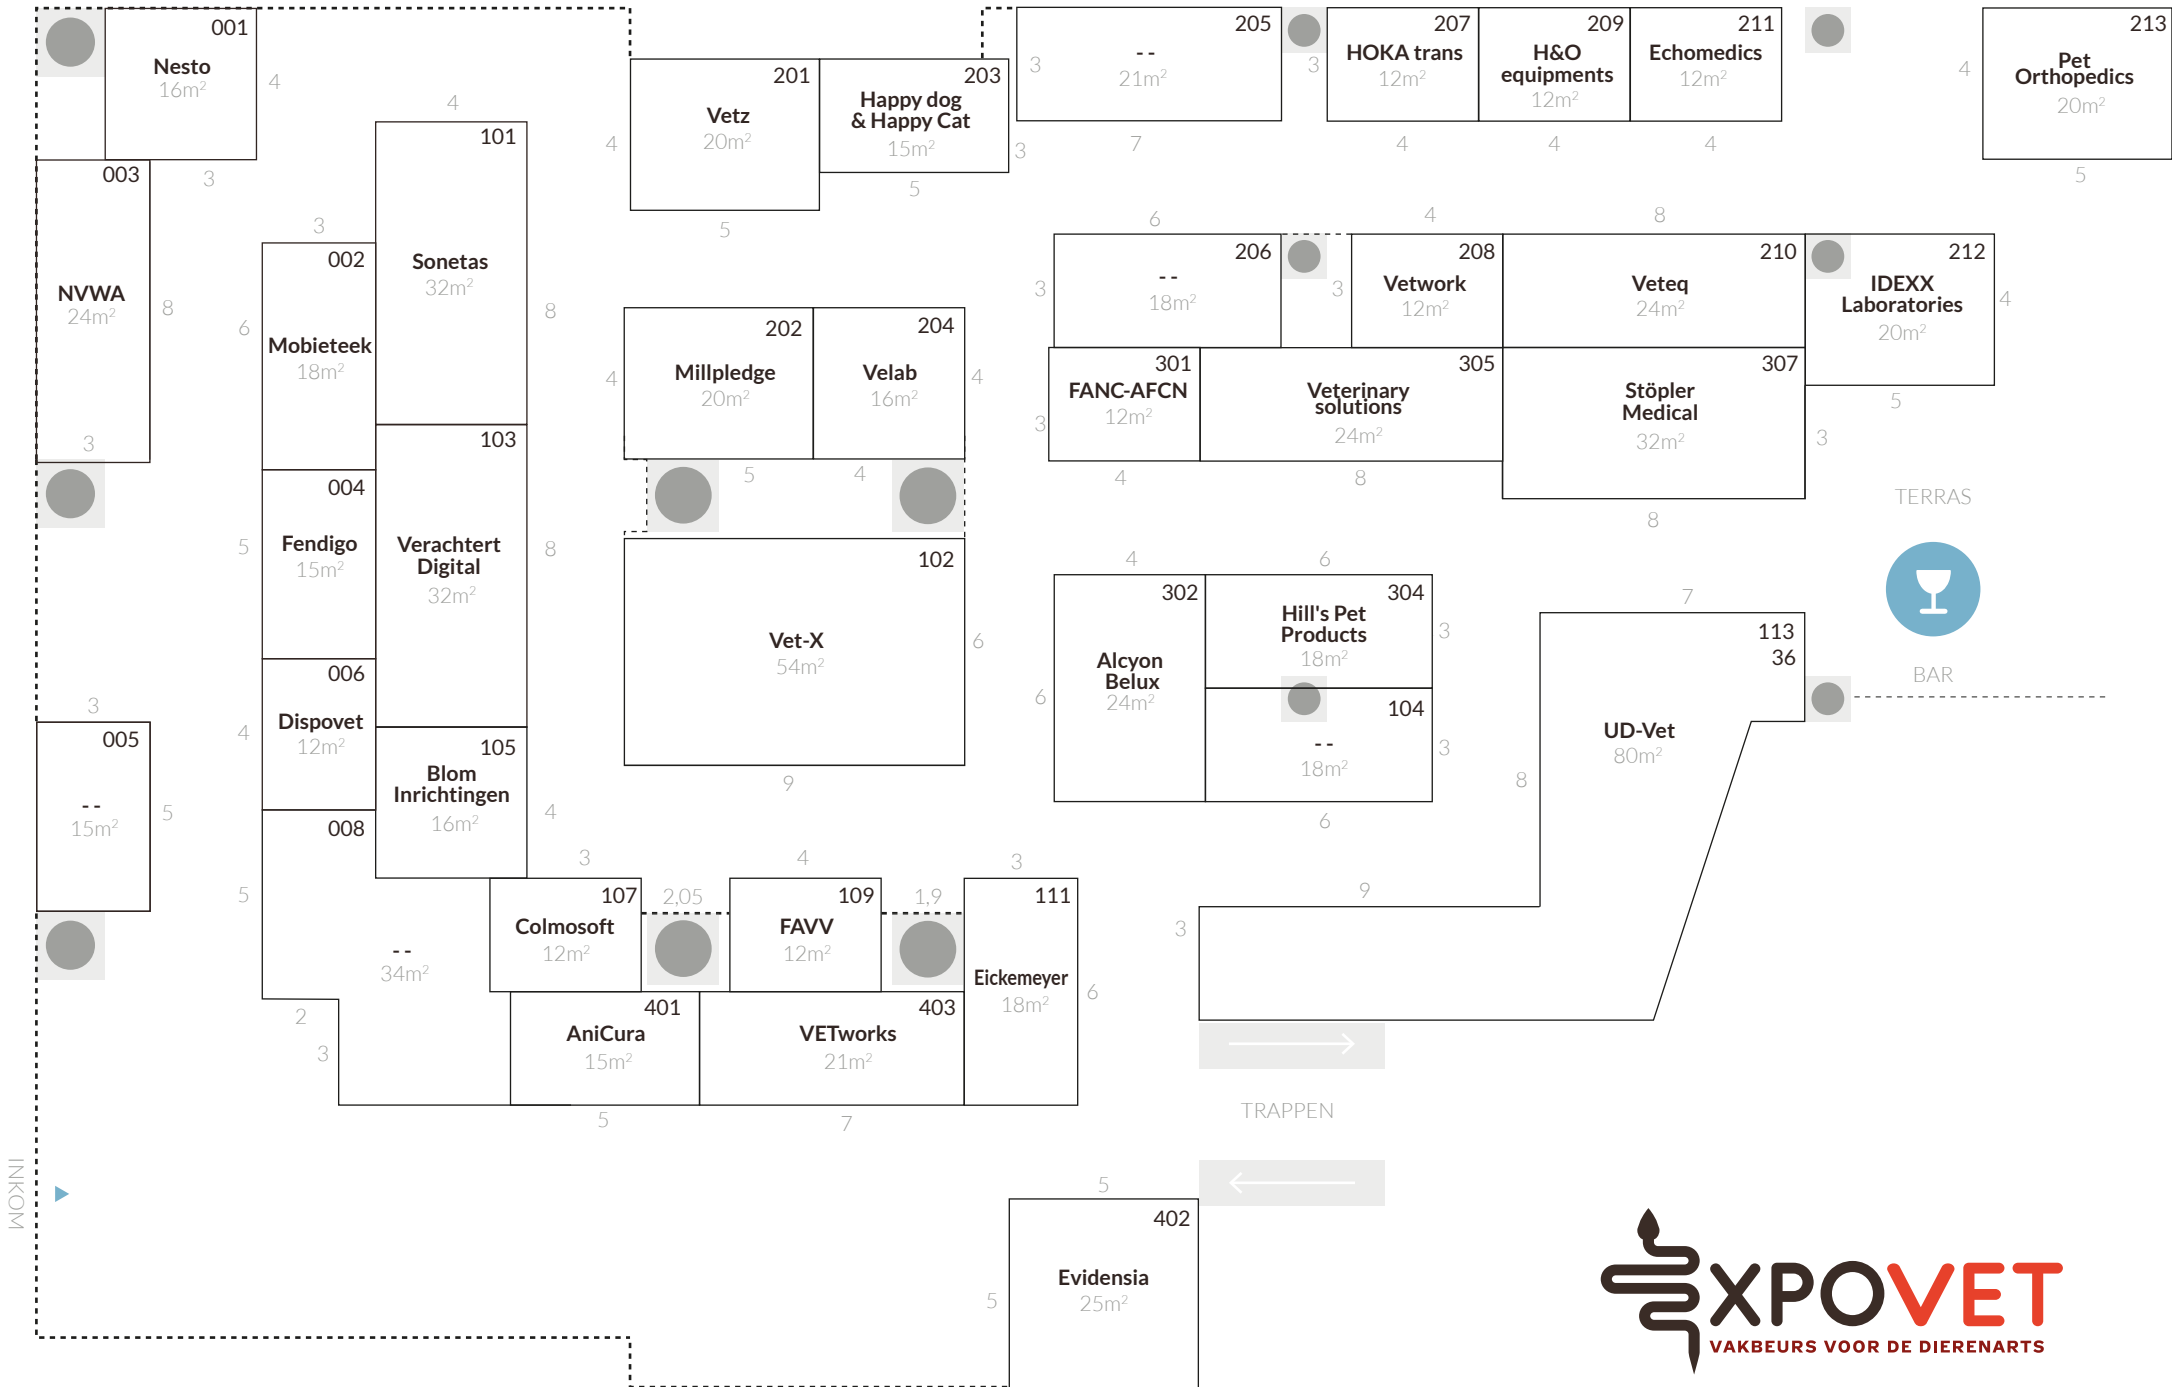 001
Nesto
16m²
4
3
003
NVWA
24m²
8
3
4
101
Sonetas
32m²
8
3
002
Mobieteek
18m²
6
004
Fendigo
15m²
5
103
Verachtert
Digital
32m²
8
006
Dispovet
12m²
4
105
Blom
Inrichtingen
16m²
4
3
005
--
15m²
5
008
--
34m²
5
2
3
3
107
Colmosoft
12m²
2,05
4
109
FAVV
12m²
1,9
3
111
Eickemeyer
18m²
6
401
AniCura
15m²
5
403
VETworks
21m²
7
201
Vetz
20m²
4
5
203
Happy dog
& Happy Cat
15m²
3
5
205
--
21m²
3
7
207
HOKA trans
12m²
3
4
209
H&O
equipments
12m²
4
211
Echomedics
12m²
4
213
Pet
Orthopedics
20m²
4
5
202
Millpledge
20m²
4
5
204
Velab
16m²
4
4
102
Vet-X
54m²
6
9
6
206
--
18m²
3
4
208
Vetwork
12m²
3
8
210
Veteq
24m²
212
IDEXX
Laboratories
20m²
4
5
301
FANC-AFCN
12m²
3
4
305
Veterinary
solutions
24m²
8
307
Stöpler
Medical
32m²
3
8
4
302
Alcyon
Belux
24m²
6
6
304
Hill's Pet
Products
18m²
3
104
--
18m²
3
6
7
113
36
UD-Vet
80m²
8
9
3
TERRAS
BAR
TRAPPEN
5
402
Evidensia
25m²
5
INKOM
EXPOVET
VAKBEURS VOOR DE DIERENARTS